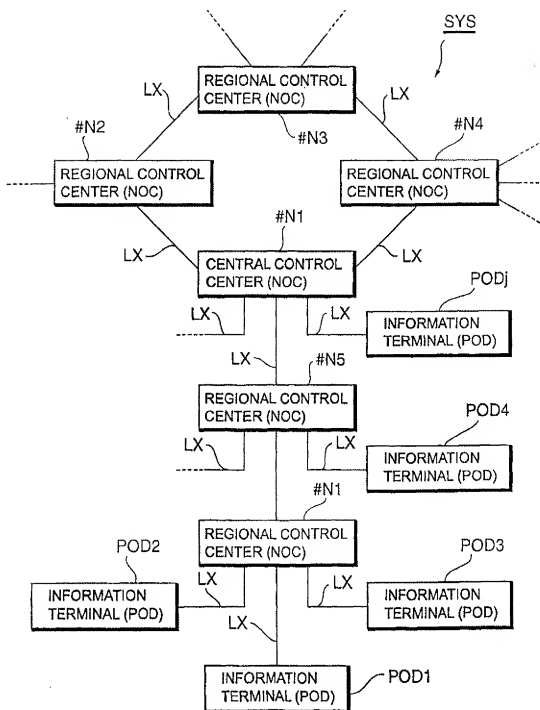 SYS
REGIONAL CONTROL
CENTER (NOC)
LX
LX
#N2
#N3
#N4
REGIONAL CONTROL
CENTER (NOC)
REGIONAL CONTROL
CENTER (NOC)
#N1
LX
LX
CENTRAL CONTROL
CENTER (NOC)
PODj
LX
LX
INFORMATION
TERMINAL (POD)
LX
#N5
REGIONAL CONTROL
CENTER (NOC)
POD4
LX
LX
INFORMATION
TERMINAL (POD)
#N1
POD2
REGIONAL CONTROL
CENTER (NOC)
POD3
LX
LX
INFORMATION
TERMINAL (POD)
INFORMATION
TERMINAL (POD)
LX
INFORMATION
TERMINAL (POD)
POD1